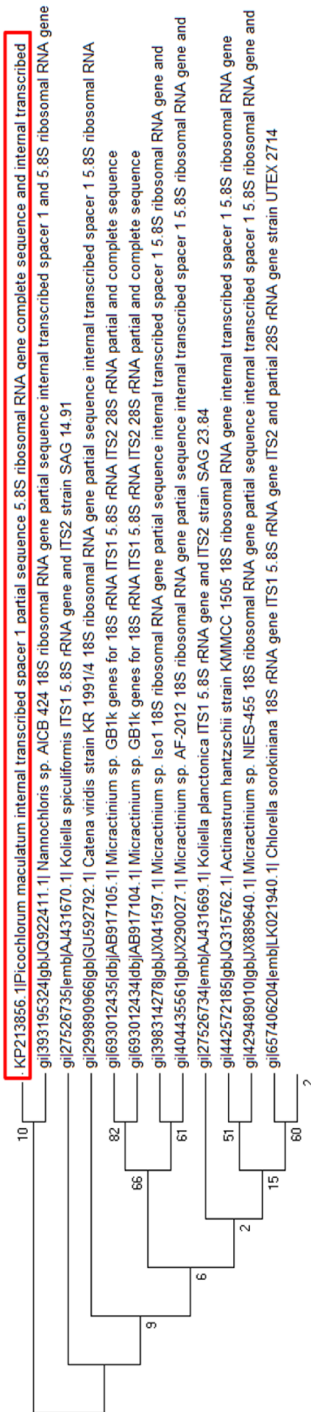 . KP213856.1|Picochlorum maculatum internal transcribed spacer 1 partial sequence 5.8S ribosomal RNA gene complete sequence and internal transcribed
gi|393195324|gb|JQ922411.1| Nannochloris sp. AICB 424 18S ribosomal RNA gene partial sequence internal transcribed spacer 1 and 5.8S ribosomal RNA gene
gi|27526735|emb|AJ431670.1| Koliella spiculiformis ITS1 5.8S rRNA gene and ITS2 strain SAG 14.91
gi|299890966|gb|GU592792.1| Catena viridis strain KR 1991/4 18S ribosomal RNA gene partial sequence internal transcribed spacer 1 5.8S ribosomal RNA
gi|693012435|dbj|AB917105.1| Micractinium sp. GB1k genes for 18S rRNA ITS1 5.8S rRNA ITS2 28S rRNA partial and complete sequence
gi|693012434|dbj|AB917104.1| Micractinium sp. GB1k genes for 18S rRNA ITS1 5.8S rRNA ITS2 28S rRNA partial and complete sequence
gi|398314278|gb|JX041597.1| Micractinium sp. Iso1 18S ribosomal RNA gene partial sequence internal transcribed spacer 1 5.8S ribosomal RNA gene and
gi|404435561|gb|JX290027.1| Micractinium sp. AF-2012 18S ribosomal RNA gene partial sequence internal transcribed spacer 1 5.8S ribosomal RNA gene and
gi|27526734|emb|AJ431669.1| Koliella planctonica ITS1 5.8S rRNA gene and ITS2 strain SAG 23.84
gi|442572185|gb|JQ315762.1| Actinastrum hantzschii strain KMMCC 1505 18S ribosomal RNA gene internal transcribed spacer 1 5.8S ribosomal RNA gene
gi|429489010|gb|JX889640.1| Micractinium sp. NIES-455 18S ribosomal RNA gene partial sequence internal transcribed spacer 1 5.8S ribosomal RNA gene and
gi|657406204|emb|LK021940.1| Chlorella sorokiniana 18S rRNA gene ITS1 5.8S rRNA gene ITS2 and partial 28S rRNA gene strain UTEX 2714
10
82
66
61
51
60
15
2
6
9
2